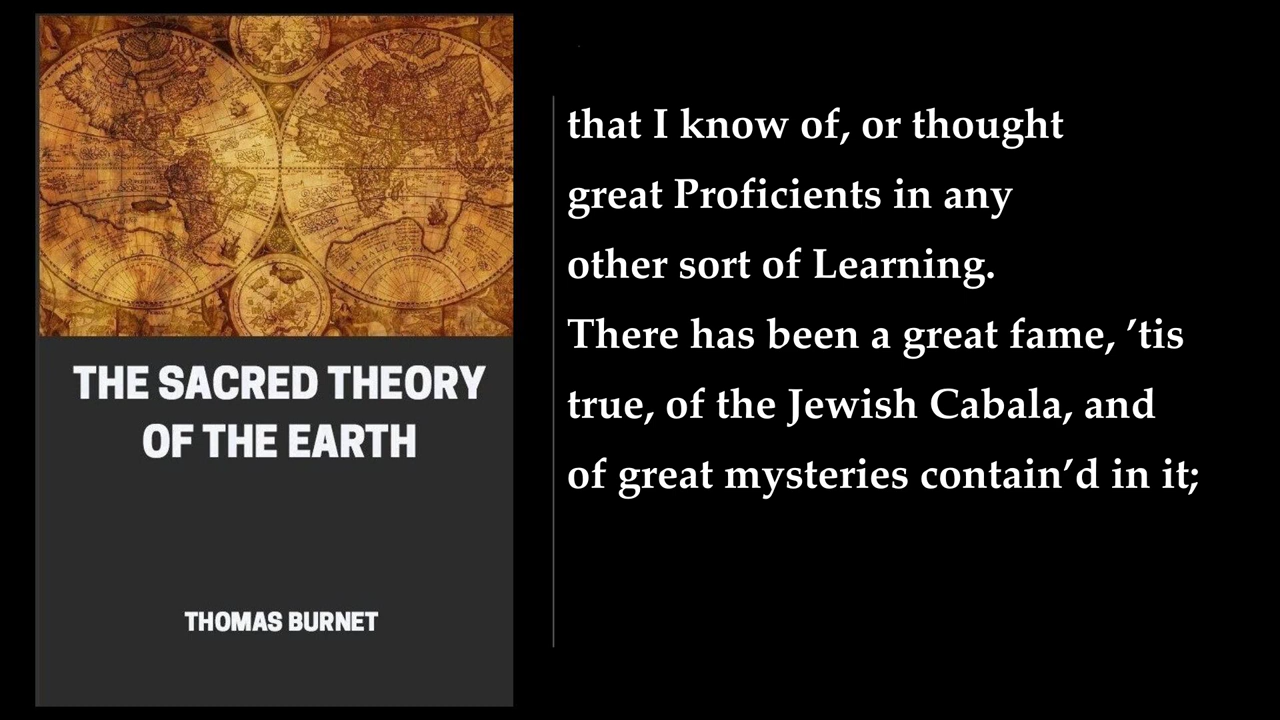 THE SACRED THEORY
OF THE EARTH
THOMAS BURNET
that I know of, or thought
great Proficients in any
other sort of Learning.
There has been a great fame, ’tis
true, of the Jewish Cabala, and
of great mysteries contain’d in it;